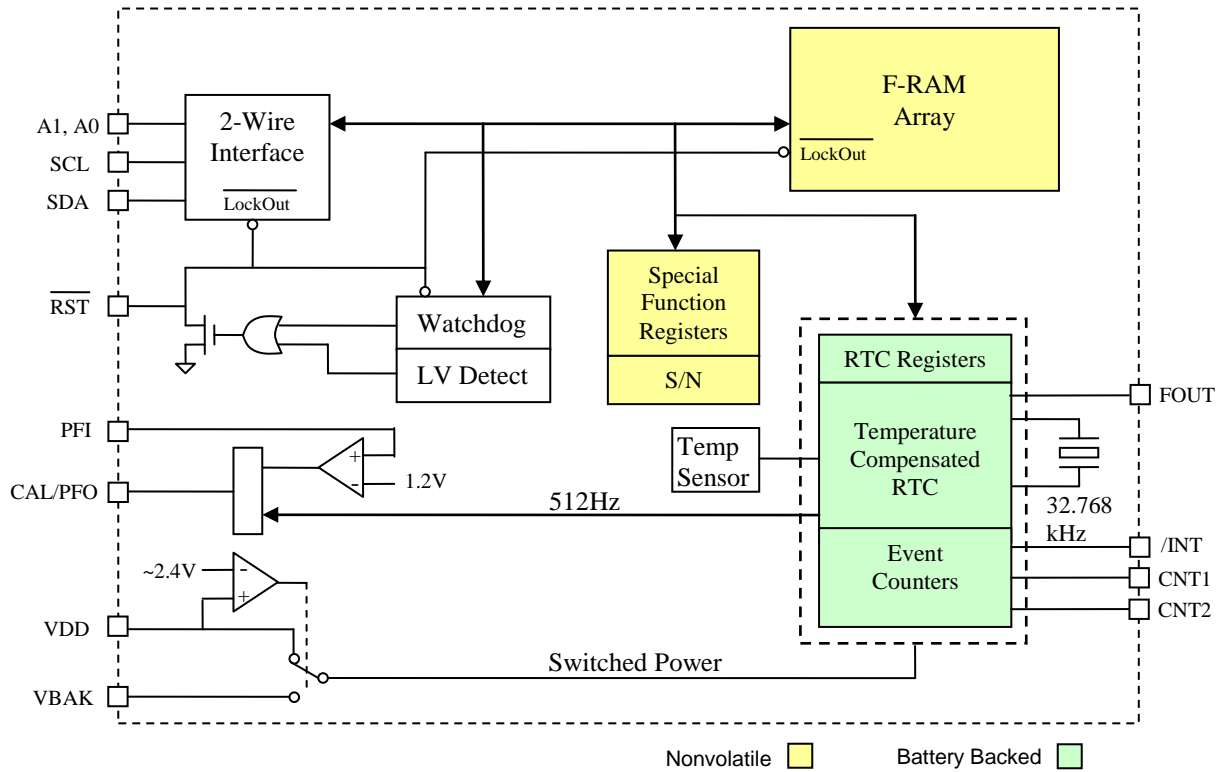 F-RAM
Array
LockOut
A1, A0
SCL
SDA
2-Wire
Interface
LockOut
RST
Watchdog
LV Detect
Special
Function
Registers
S/N
RTC Registers
Temperature
Compensated
RTC
Event
Counters
FOUT
32.768
kHz
/INT
CNT1
CNT2
Temp
Sensor
PFI
CAL/PFO
+
-
1.2V
512Hz
~2.4V
-
+
VDD
VBAK
Switched Power
Nonvolatile
Battery Backed